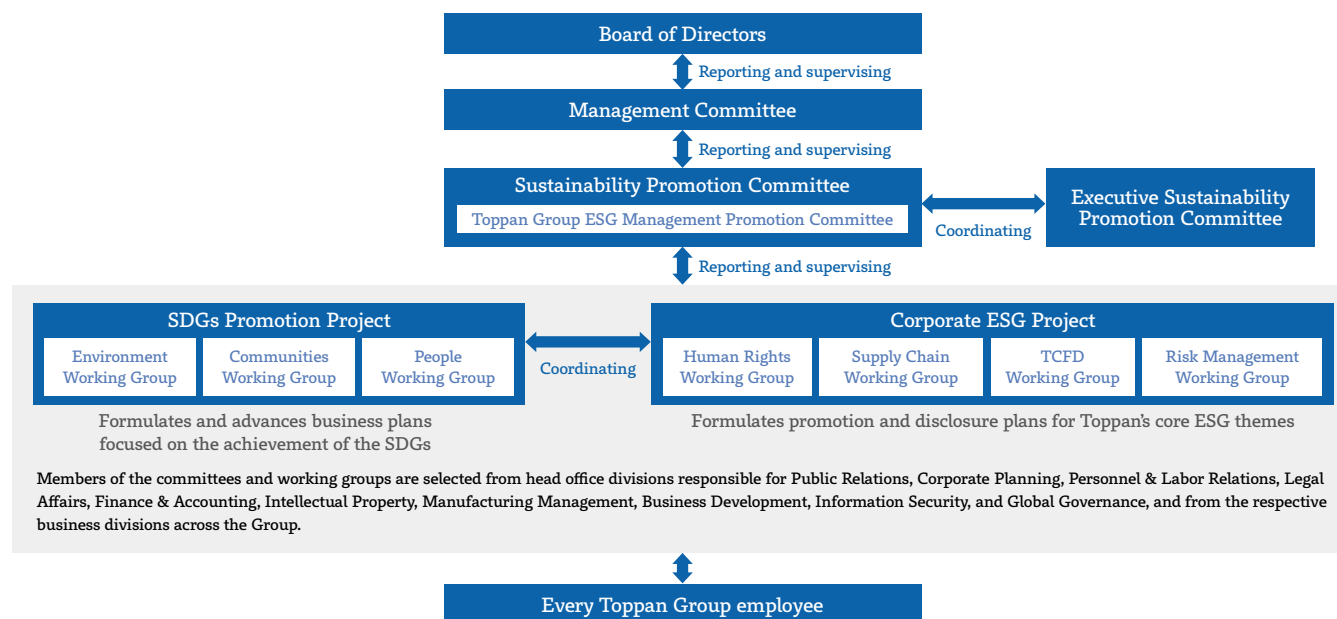 Board of Directors
Reporting and supervising
Management Committee
Reporting and supervising
Sustainability Promotion Committee
Toppan Group ESG Management Promotion Committee
Coordinating
Executive Sustainability
Promotion Committee
Reporting and supervising
SDGs Promotion Project
Environment
Working Group
Communities
Working Group
People
Working Group
Formulates and advances business plans
focused on the achievement of the SDGs
Coordinating
Corporate ESG Project
Human Rights
Working Group
Supply Chain
Working Group
TCFD
Working Group
Risk Management
Working Group
Formulates promotion and disclosure plans for Toppan's core ESG themes
Members of the committees and working groups are selected from head office divisions responsible for Public Relations, Corporate Planning, Personnel & Labor Relations, Legal
Affairs, Finance & Accounting, Intellectual Property, Manufacturing Management, Business Development, Information Security, and Global Governance, and from the respective
business divisions across the Group.
Every Toppan Group employee